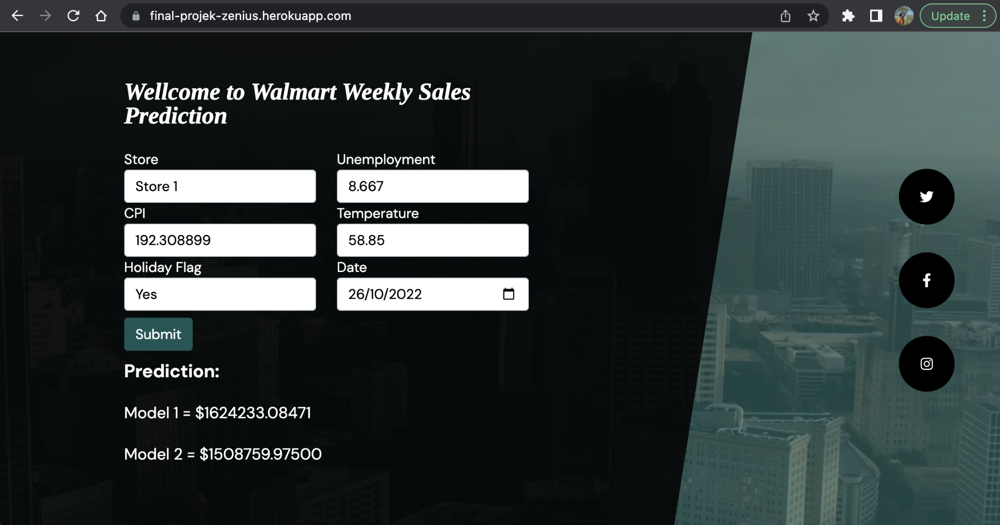 final-projek-zenius.herokuapp.com
Update
Wellcome to Walmart Weekly Sales
Prediction
Store
Unemployment
Store 1
8.667
CPI
Temperature
192.308899
58.85
Holiday Flag
Date
Yes
26/10/2022
Submit
Prediction:
Model 1 = $1624233.08471
Model 2 = $1508759.97500